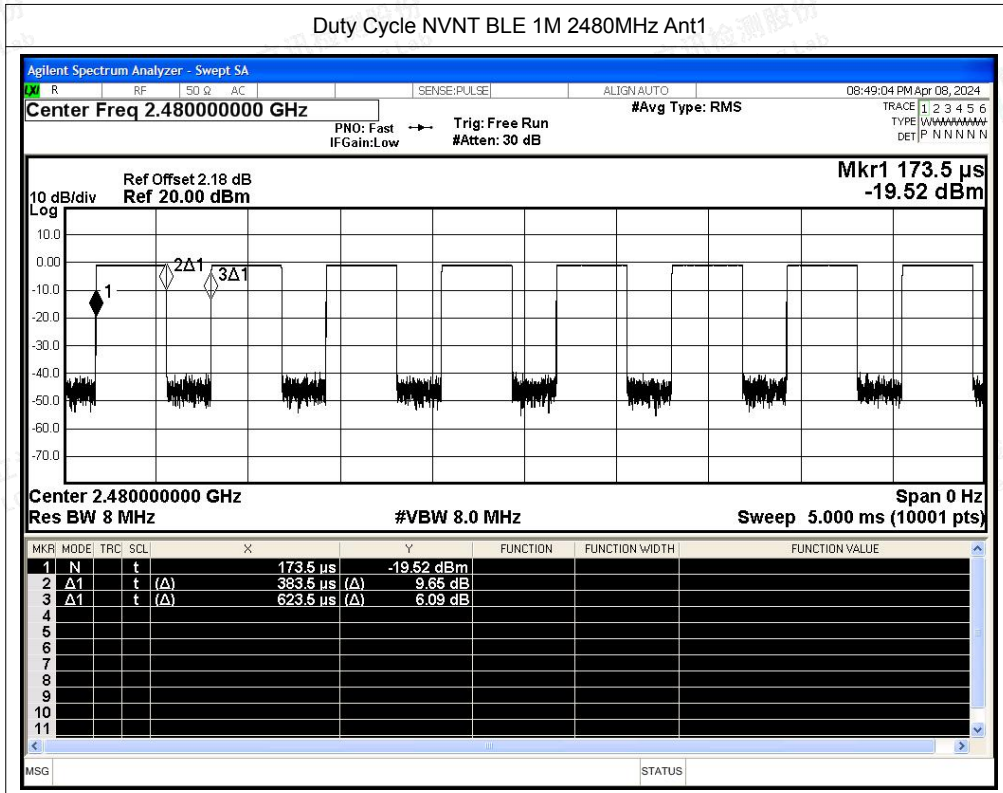 Duty Cycle NVNT BLE 1M 2480MHz Ant1
Agilent Spectrum Analyzer - Swept SA
LXI R RF 50 Ω AC SENSE:PULSE ALIGN AUTO 08:49:04 PM Apr 08, 2024
Center Freq 2.480000000 GHz
PNO: Fast
IFGain:Low
Trig: Free Run
#Atten: 30 dB
#Avg Type: RMS
TRACE 1 2 3 4 5 6
TYPE WWWWWW
DET P N N N N N
Mkr1 173.5 µs
-19.52 dBm
Ref Offset 2.18 dB
10 dB/div Ref 20.00 dBm
Log
10.0
0.00
-10.0
-20.0
-30.0
-40.0
-50.0
-60.0
-70.0
1
2Δ1
3Δ1
Center 2.480000000 GHz Span 0 Hz
Res BW 8 MHz #VBW 8.0 MHz Sweep 5.000 ms (10001 pts)
MKR MODE TRC SCL X Y FUNCTION FUNCTION WIDTH FUNCTION VALUE
1 N t 173.5 µs -19.52 dBm
2 Δ1 t (Δ) 383.5 µs (Δ) 9.65 dB
3 Δ1 t (Δ) 623.5 µs (Δ) 6.09 dB
4
5
6
7
8
9
10
11
MSG STATUS